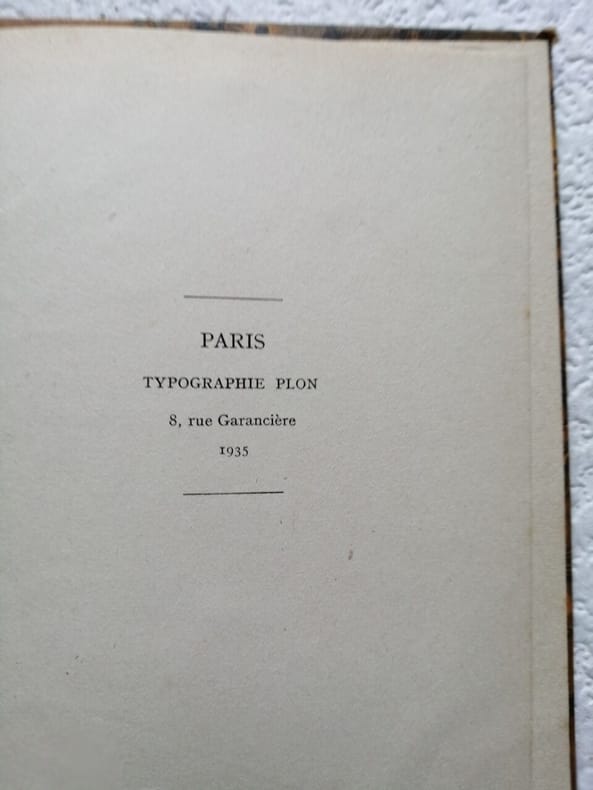 PARIS
TYPOGRAPHIE PLON
8, rue Garancière
1935